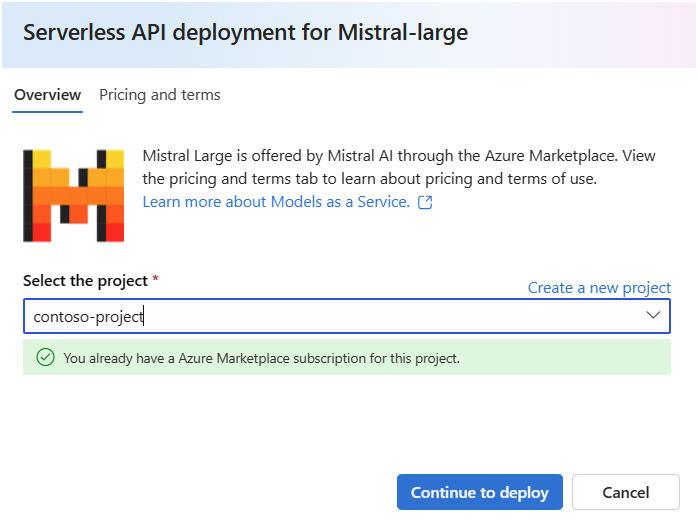 Serverless API deployment for Mistral-large
Overview
Pricing and terms
Mistral Large is offered by Mistral AI through the Azure Marketplace. View
the pricing and terms tab to learn about pricing and terms of use.
Learn more about Models as a Service.
Select the project *
Create a new project
contoso-project
You already have a Azure Marketplace subscription for this project.
Continue to deploy
Cancel